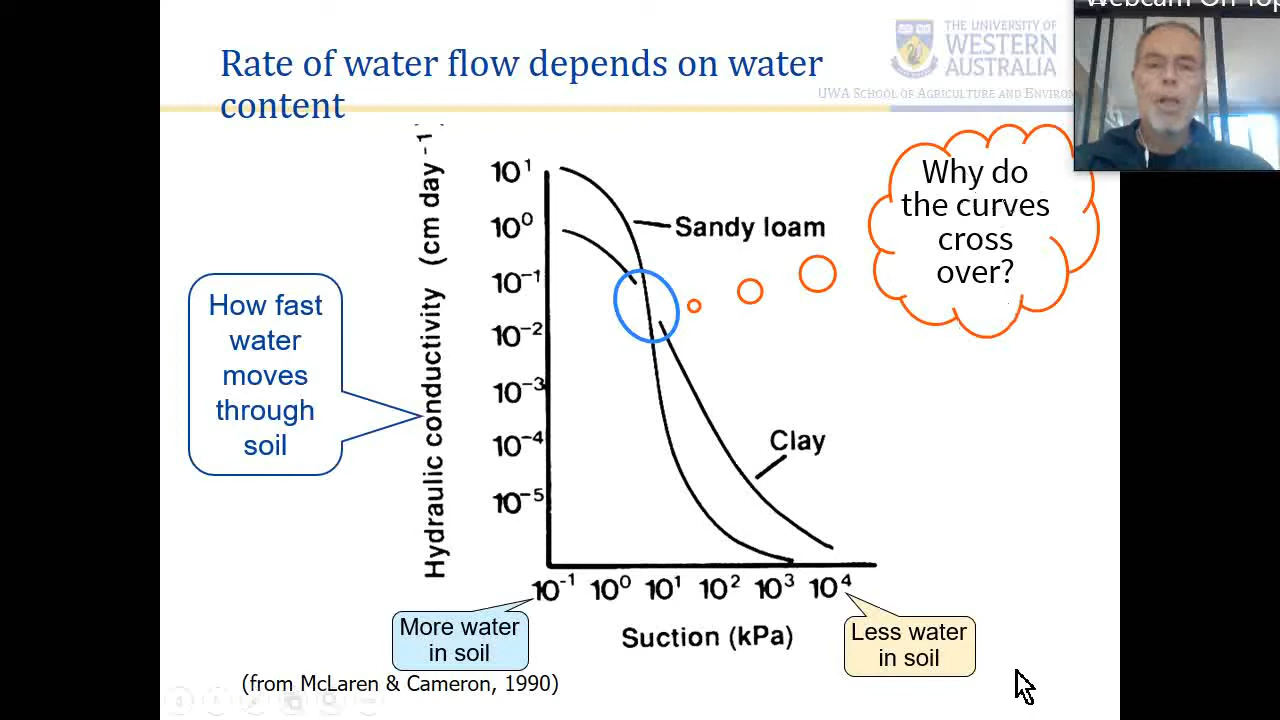 Webcam On Top
Rate of water flow depends on water
content
THE UNIVERSITY OF
WESTERN
AUSTRALIA
UWA SCHOOL OF AGRICULTURE AND
Why do
the curves
cross
over?
How fast
water
moves
through
soil
Hydraulic conductivity (cm day⁻¹)
10¹
10⁰
10⁻¹
10⁻²
10⁻³
10⁻⁴
10⁻⁵
Sandy loam
Clay
10⁻¹ 10⁰ 10¹ 10² 10³ 10⁴
Suction (kPa)
More water
in soil
Less water
in soil
(from McLaren & Cameron, 1990)